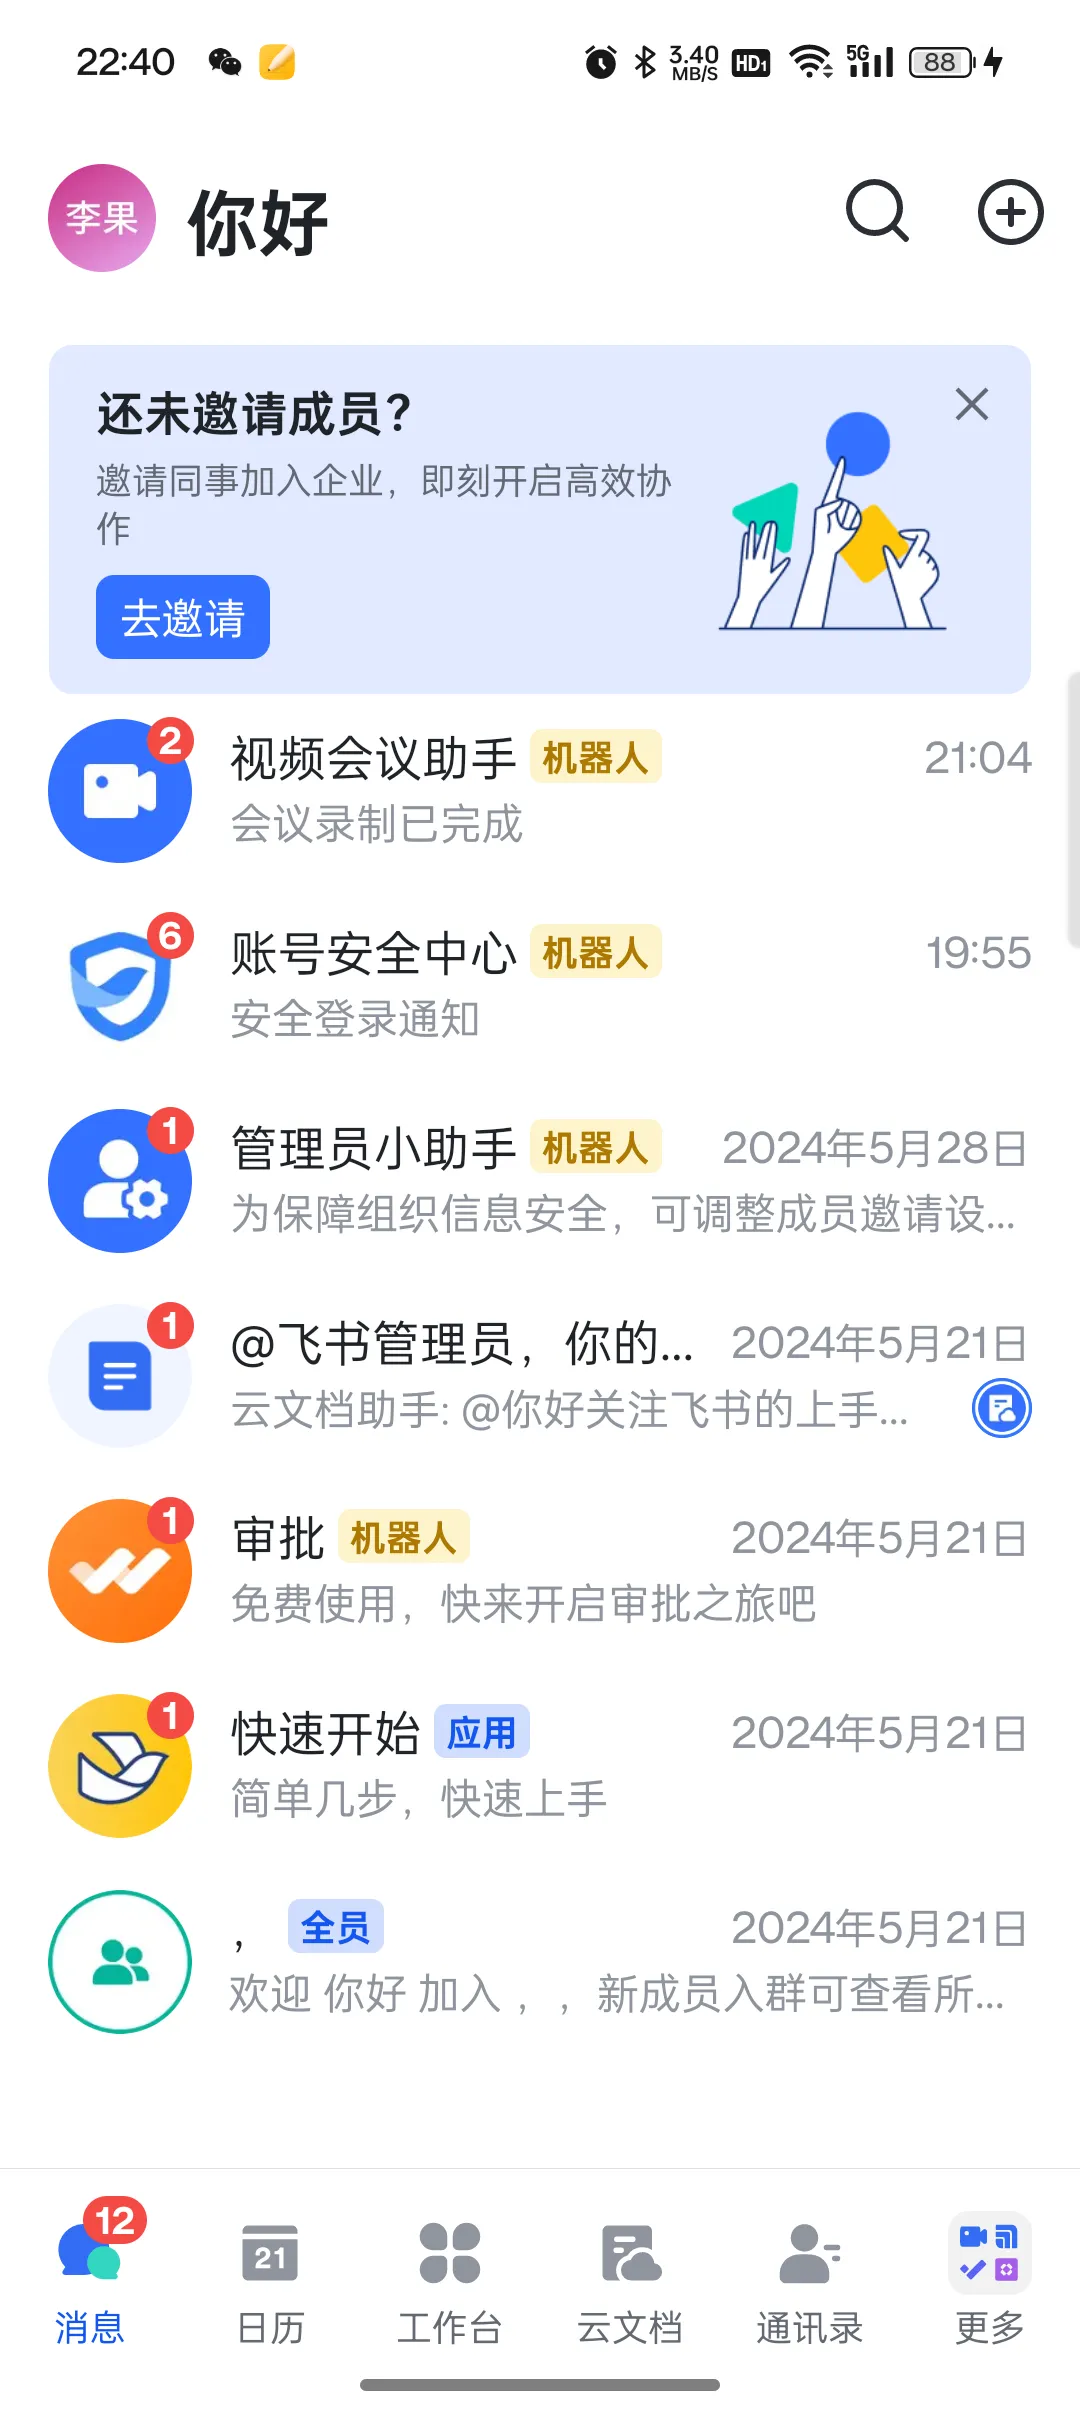 22:40
3.40
MB/S
HD1
5G
88
李果
你好
还未邀请成员?
邀请同事加入企业，即刻开启高效协
作
去邀请
2
视频会议助手 机器人 21:04
会议录制已完成
6
账号安全中心 机器人 19:55
安全登录通知
1
管理员小助手 机器人 2024年5月28日
为保障组织信息安全，可调整成员邀请设...
1
@飞书管理员，你的... 2024年5月21日
云文档助手: @你好关注飞书的上手...
1
审批 机器人 2024年5月21日
免费使用，快来开启审批之旅吧
1
快速开始 应用 2024年5月21日
简单几步，快速上手
， 全员 2024年5月21日
欢迎 你好 加入 ，，新成员入群可查看所...
12
21
消息 日历 工作台 云文档 通讯录 更多